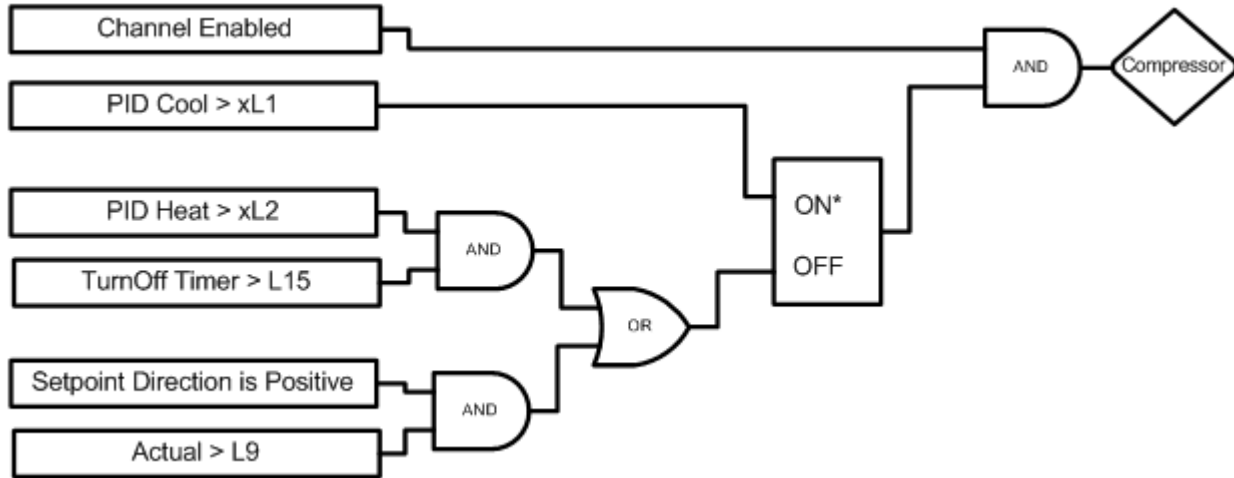 Channel Enabled
AND
Compressor
PID Cool > xL1
ON*
PID Heat > xL2
AND
OFF
TurnOff Timer > L15
OR
Setpoint Direction is Positive
AND
Actual > L9